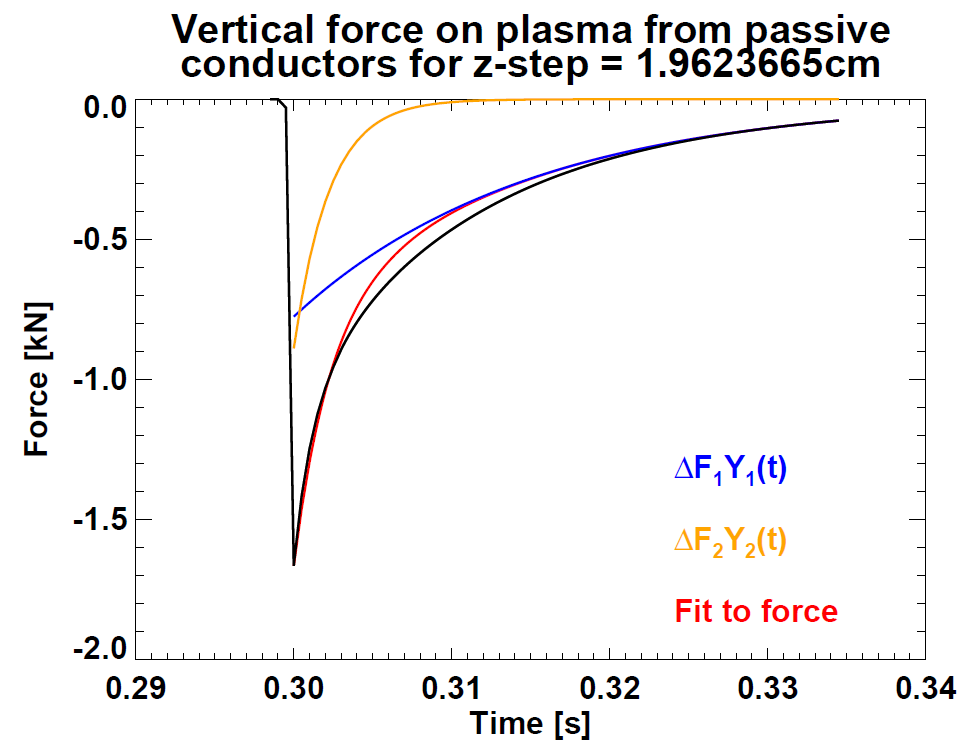 Vertical force on plasma from passive
conductors for z-step = 1.9623665cm
0.0
-0.5
-1.0
-1.5
-2.0
Force [kN]
ΔF₁Y₁(t)
ΔF₂Y₂(t)
Fit to force
0.29 0.30 0.31 0.32 0.33 0.34
Time [s]